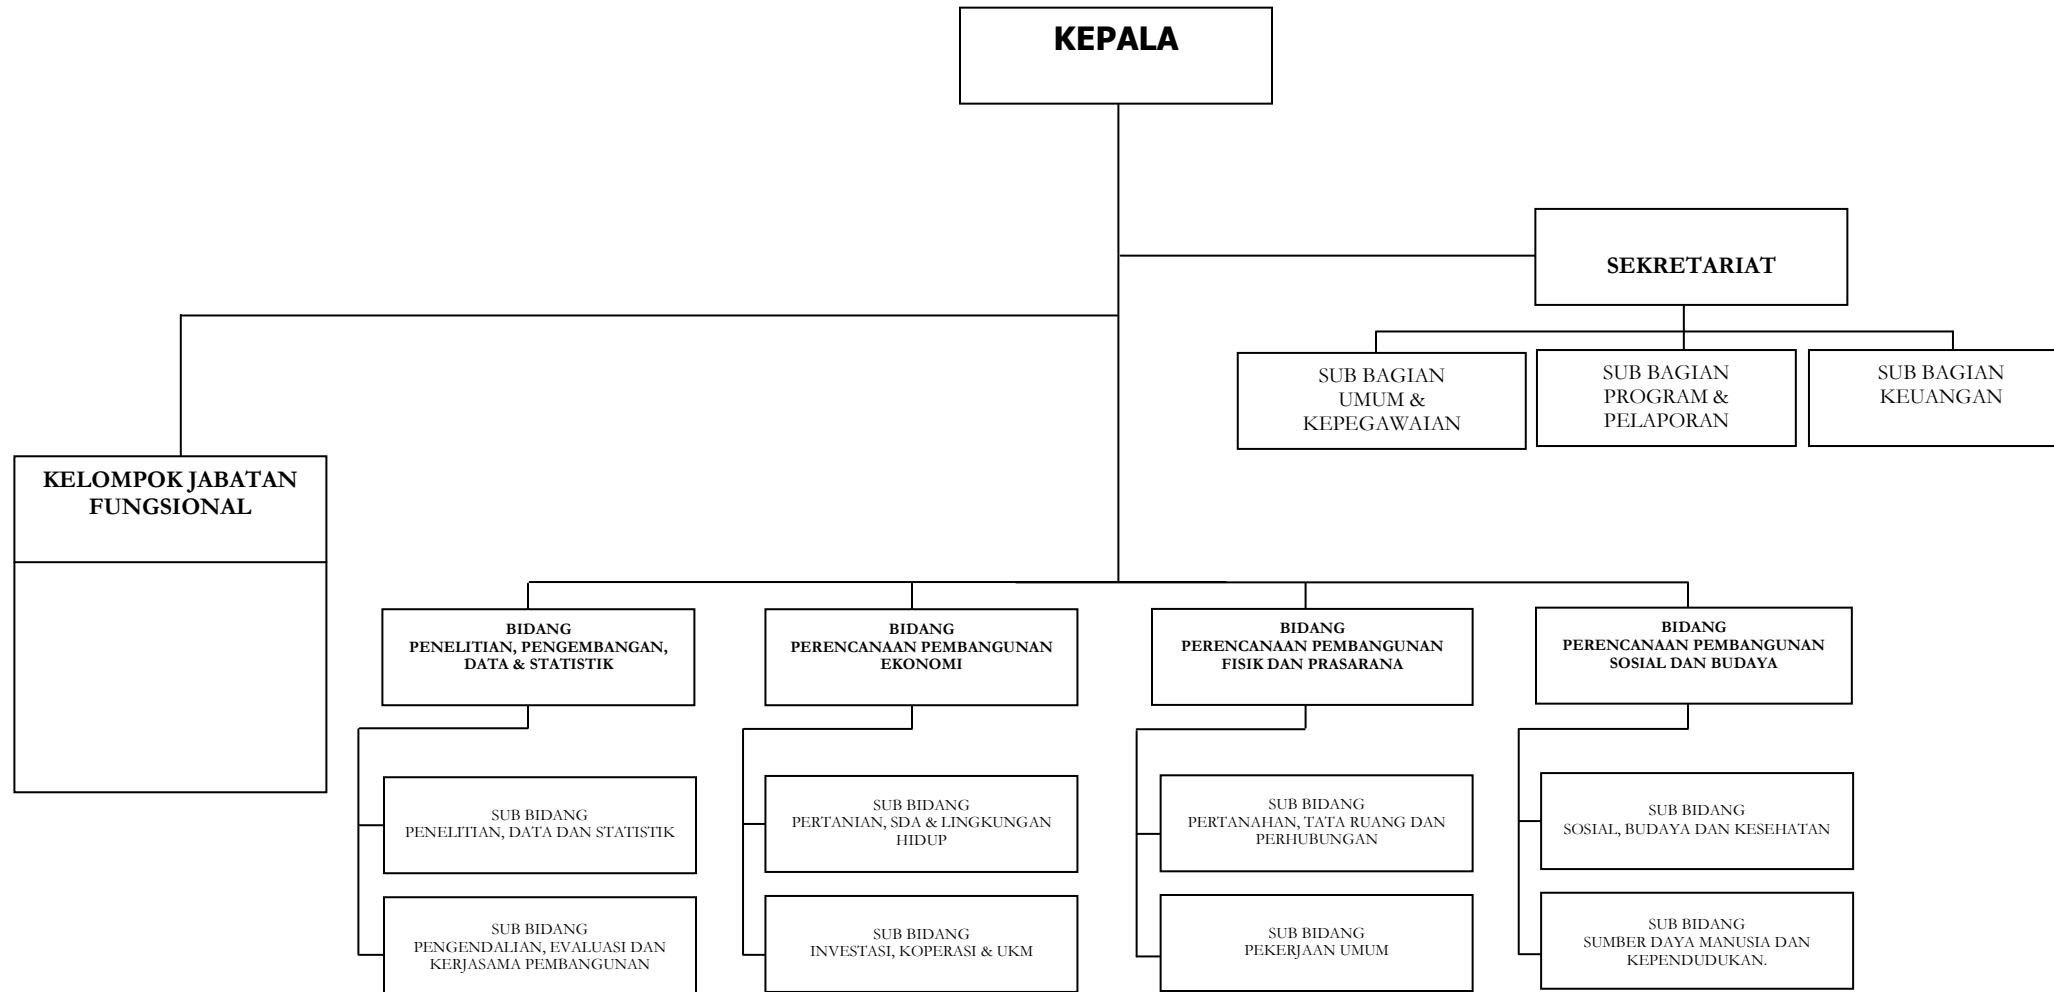 KEPALA
SEKRETARIAT
SUB BAGIAN
UMUM &
KEPEGAWAIAN
SUB BAGIAN
PROGRAM &
PELAPORAN
SUB BAGIAN
KEUANGAN
KELOMPOK JABATAN
FUNGSIONAL
BIDANG
PENELITIAN, PENGEMBANGAN,
DATA & STATISTIK
BIDANG
PERENCANAAN PEMBANGUNAN
EKONOMI
BIDANG
PERENCANAAN PEMBANGUNAN
FISIK DAN PRASARANA
BIDANG
PERENCANAAN PEMBANGUNAN
SOSIAL DAN BUDAYA
SUB BIDANG
PENELITIAN, DATA DAN STATISTIK
SUB BIDANG
PERTANIAN, SDA & LINGKUNGAN
HIDUP
SUB BIDANG
PERTANAHAN, TATA RUANG DAN
PERHUBUNGAN
SUB BIDANG
SOSIAL, BUDAYA DAN KESEHATAN
SUB BIDANG
PENGENDALIAN, EVALUASI DAN
KERJASAMA PEMBANGUNAN
SUB BIDANG
INVESTASI, KOPERASI & UKM
SUB BIDANG
PEKERJAAN UMUM
SUB BIDANG
SUMBER DAYA MANUSIA DAN
KEPENDUDUKAN.